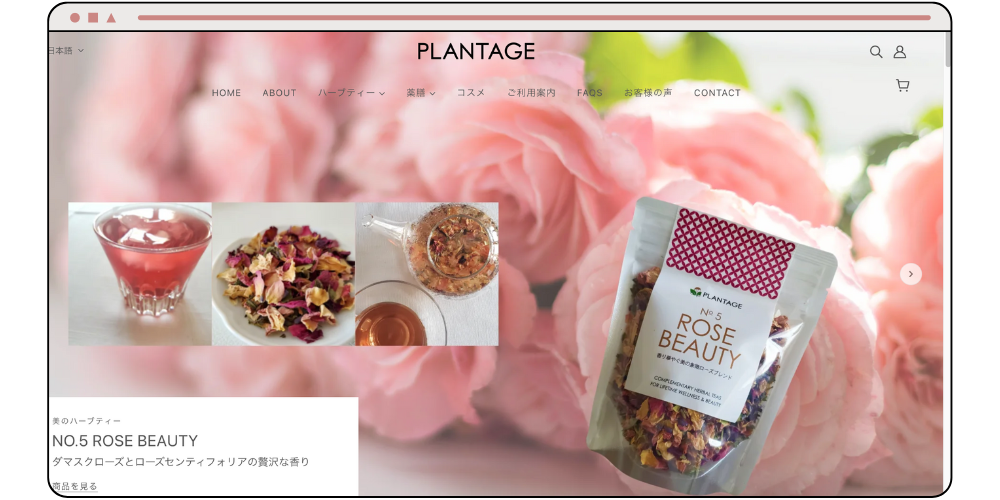 日本語
PLANTAGE
HOME ABOUT ハーブティー 薬膳 コスメ ご利用案内 FAQS お客様の声 CONTACT
PLANTAGE
Nº 5
ROSE
BEAUTY
香り華やぐ美の薬膳ローズブレンド
COMPLEMENTARY HERBAL TEAS
FOR LIFETIME WELLNESS & BEAUTY
美のハーブティー
NO.5 ROSE BEAUTY
ダマスクローズとローズセンティフォリアの贅沢な香り
商品を見る